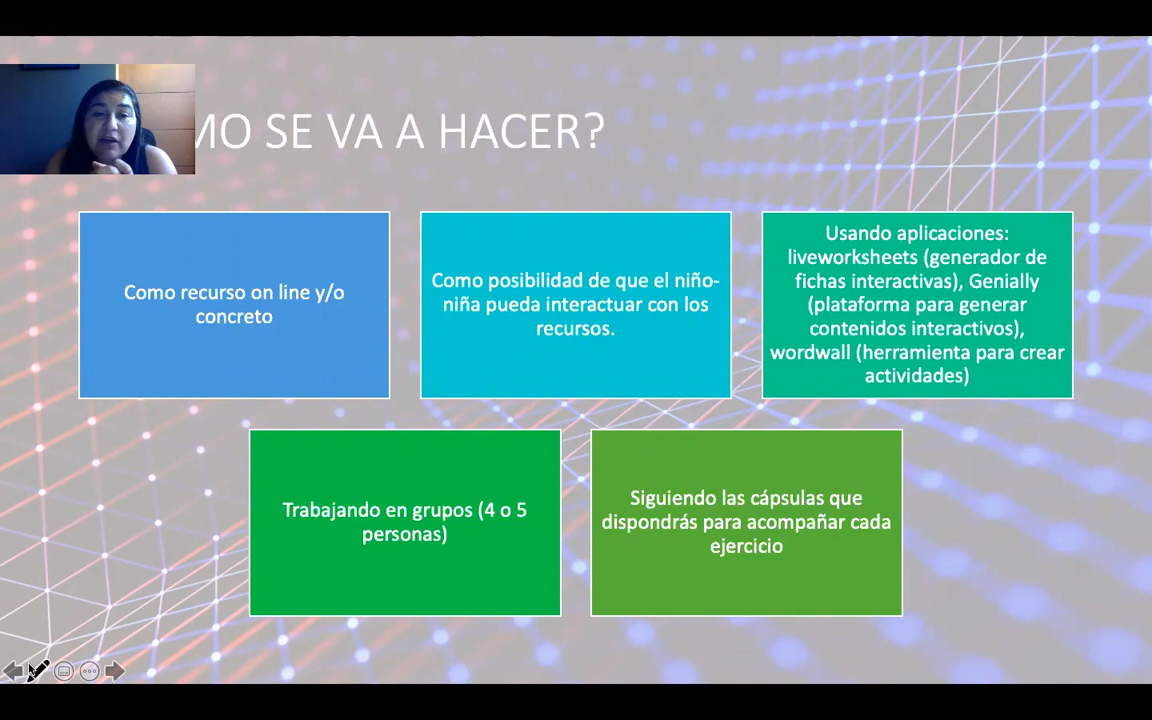 MO SE VA A HACER?
Como recurso on line y/o
concreto
Como posibilidad de que el niño-
niña pueda interactuar con los
recursos.
Usando aplicaciones:
liveworksheets (generador de
fichas interactivas), Genially
(plataforma para generar
contenidos interactivos),
wordwall (herramienta para crear
actividades)
Trabajando en grupos (4 o 5
personas)
Siguiendo las cápsulas que
dispondrás para acompañar cada
ejercicio